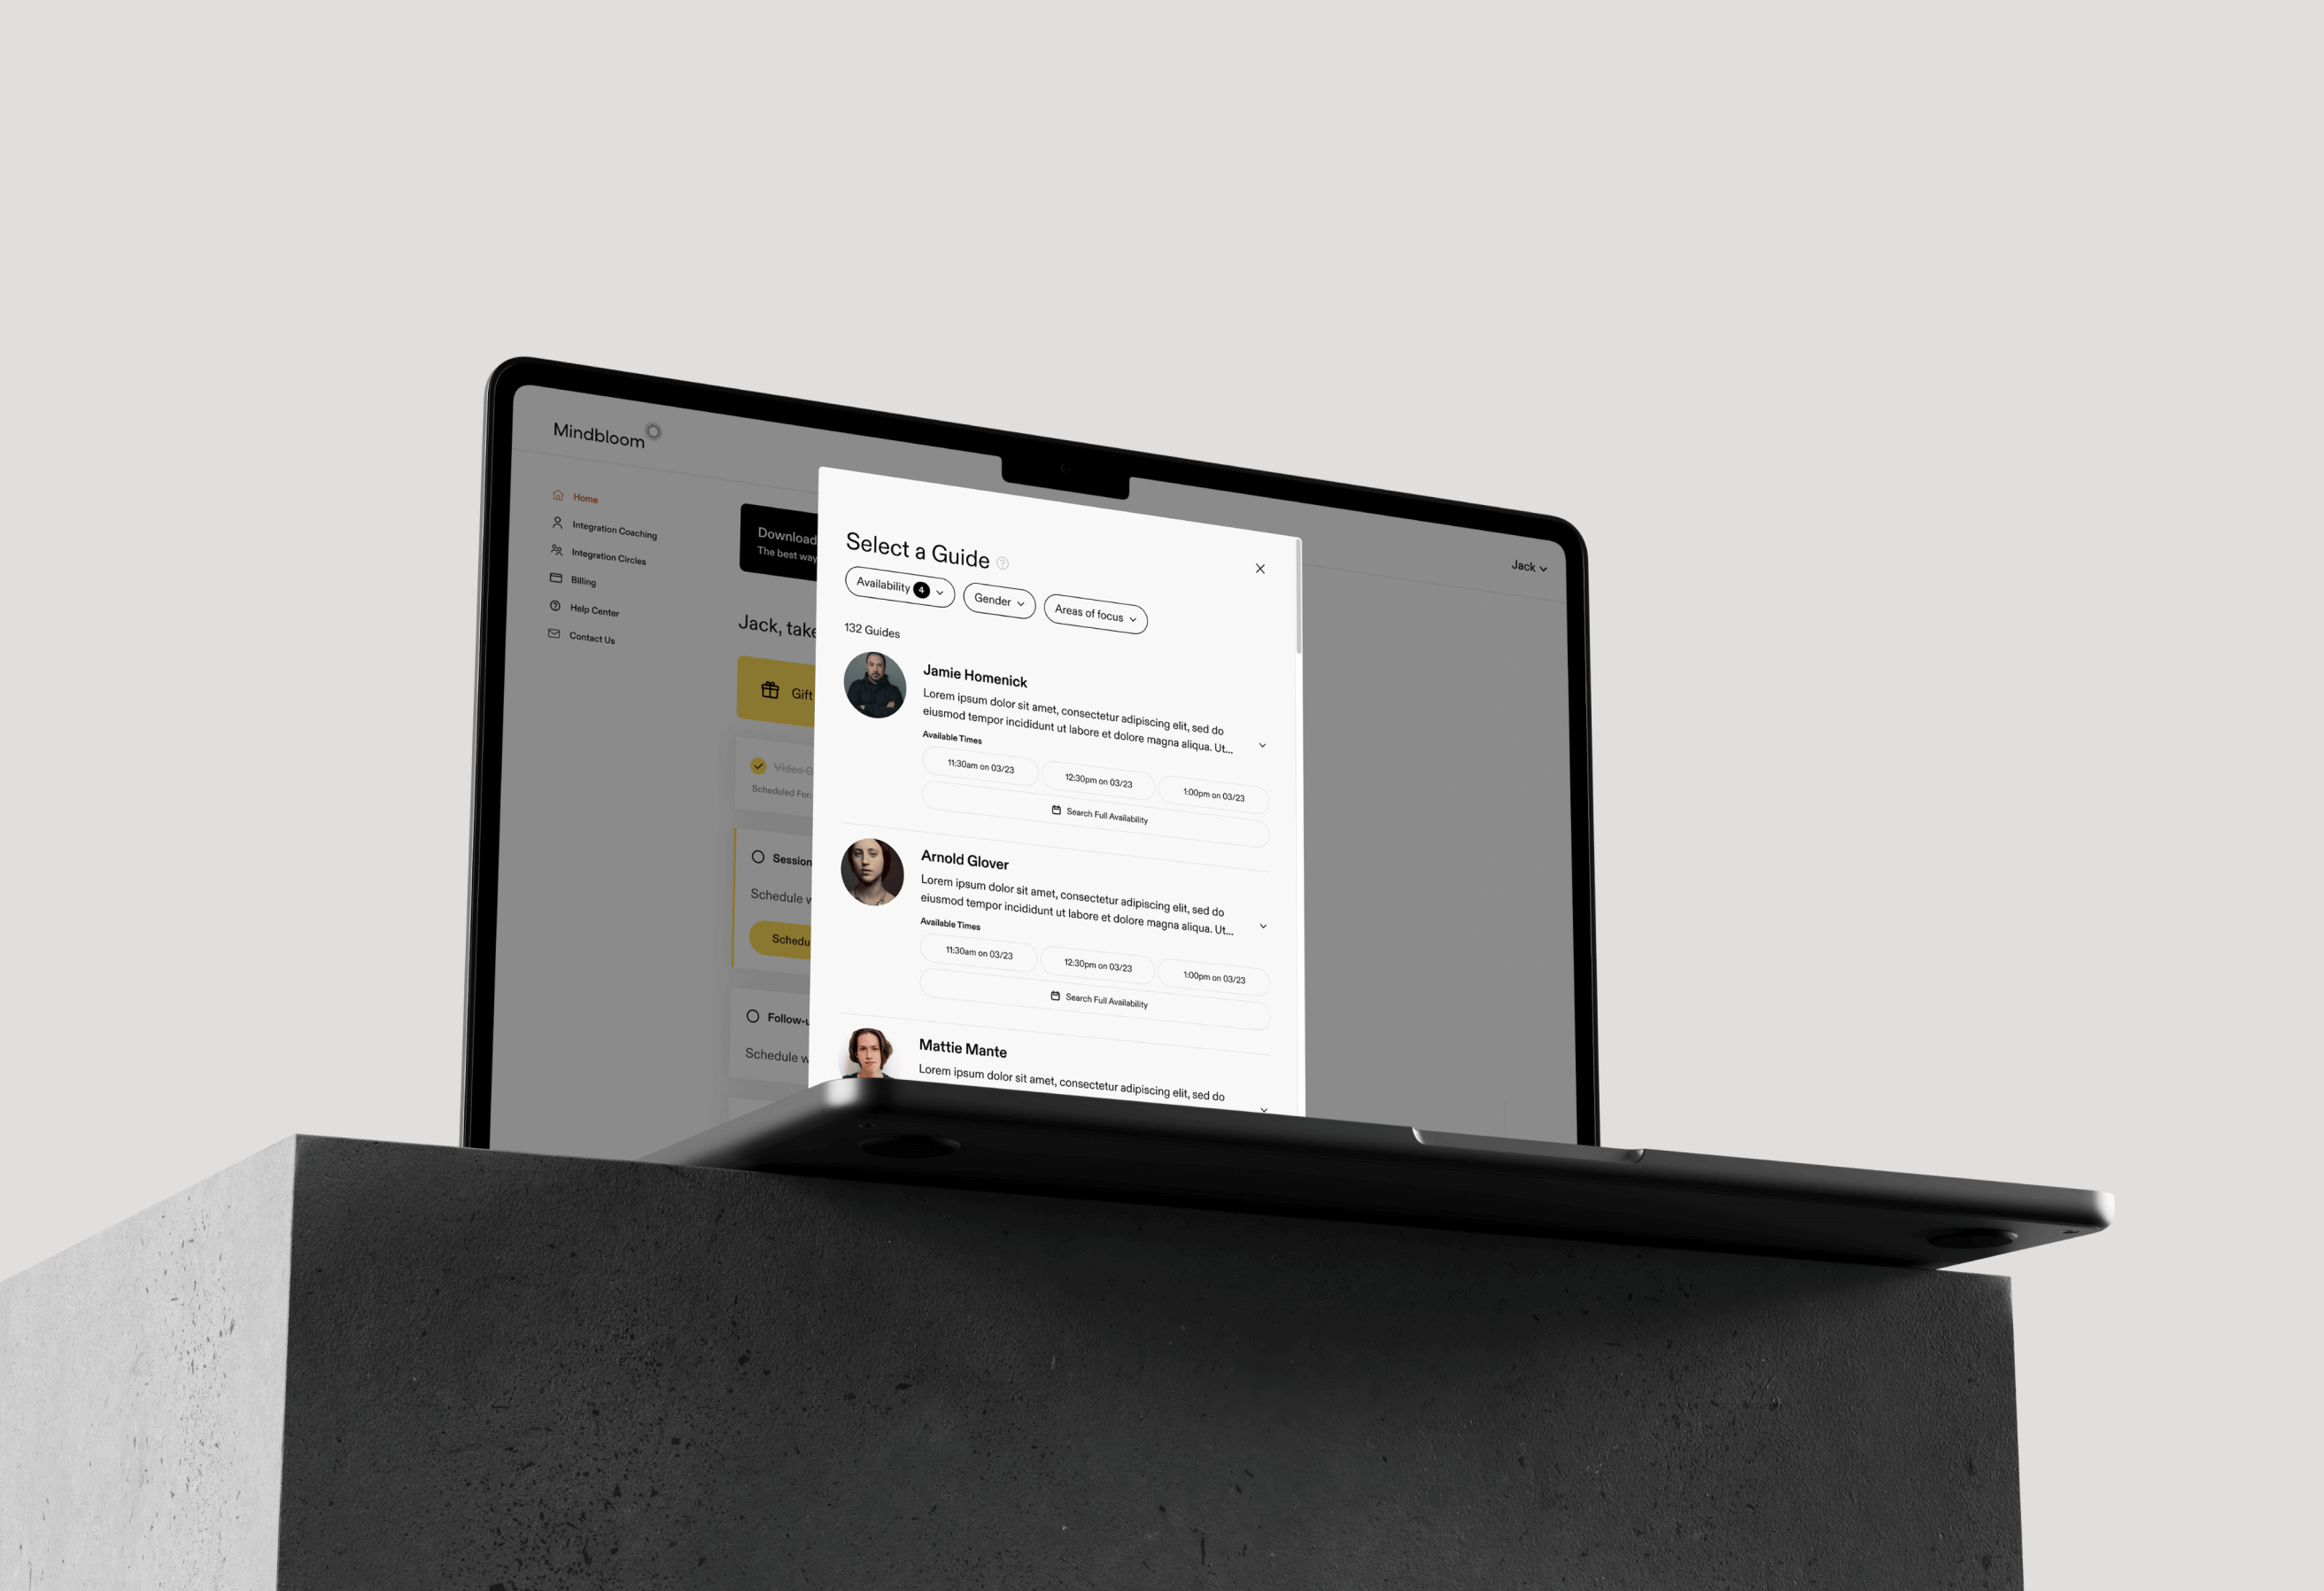 Mindbloom
Jack
Home
Integration Coaching
Integration Circles
Billing
Help Center
Contact Us
Download
The best way
Jack, take
Gift
Video
Scheduled For:
Session
Schedule
Schedu
Follow-u
Schedule
Select a Guide
Availability 4
Gender
Areas of focus
132 Guides
Jamie Homenick
Lorem ipsum dolor sit amet, consectetur adipiscing elit, sed do
eiusmod tempor incididunt ut labore et dolore magna aliqua. Ut...
Available Times
11:30am on 03/23
12:30pm on 03/23
1:00pm on 03/23
Search Full Availability
Arnold Glover
Lorem ipsum dolor sit amet, consectetur adipiscing elit, sed do
eiusmod tempor incididunt ut labore et dolore magna aliqua. Ut...
Available Times
11:30am on 03/23
12:30pm on 03/23
1:00pm on 03/23
Search Full Availability
Mattie Mante
Lorem ipsum dolor sit amet, consectetur adipiscing elit, sed do